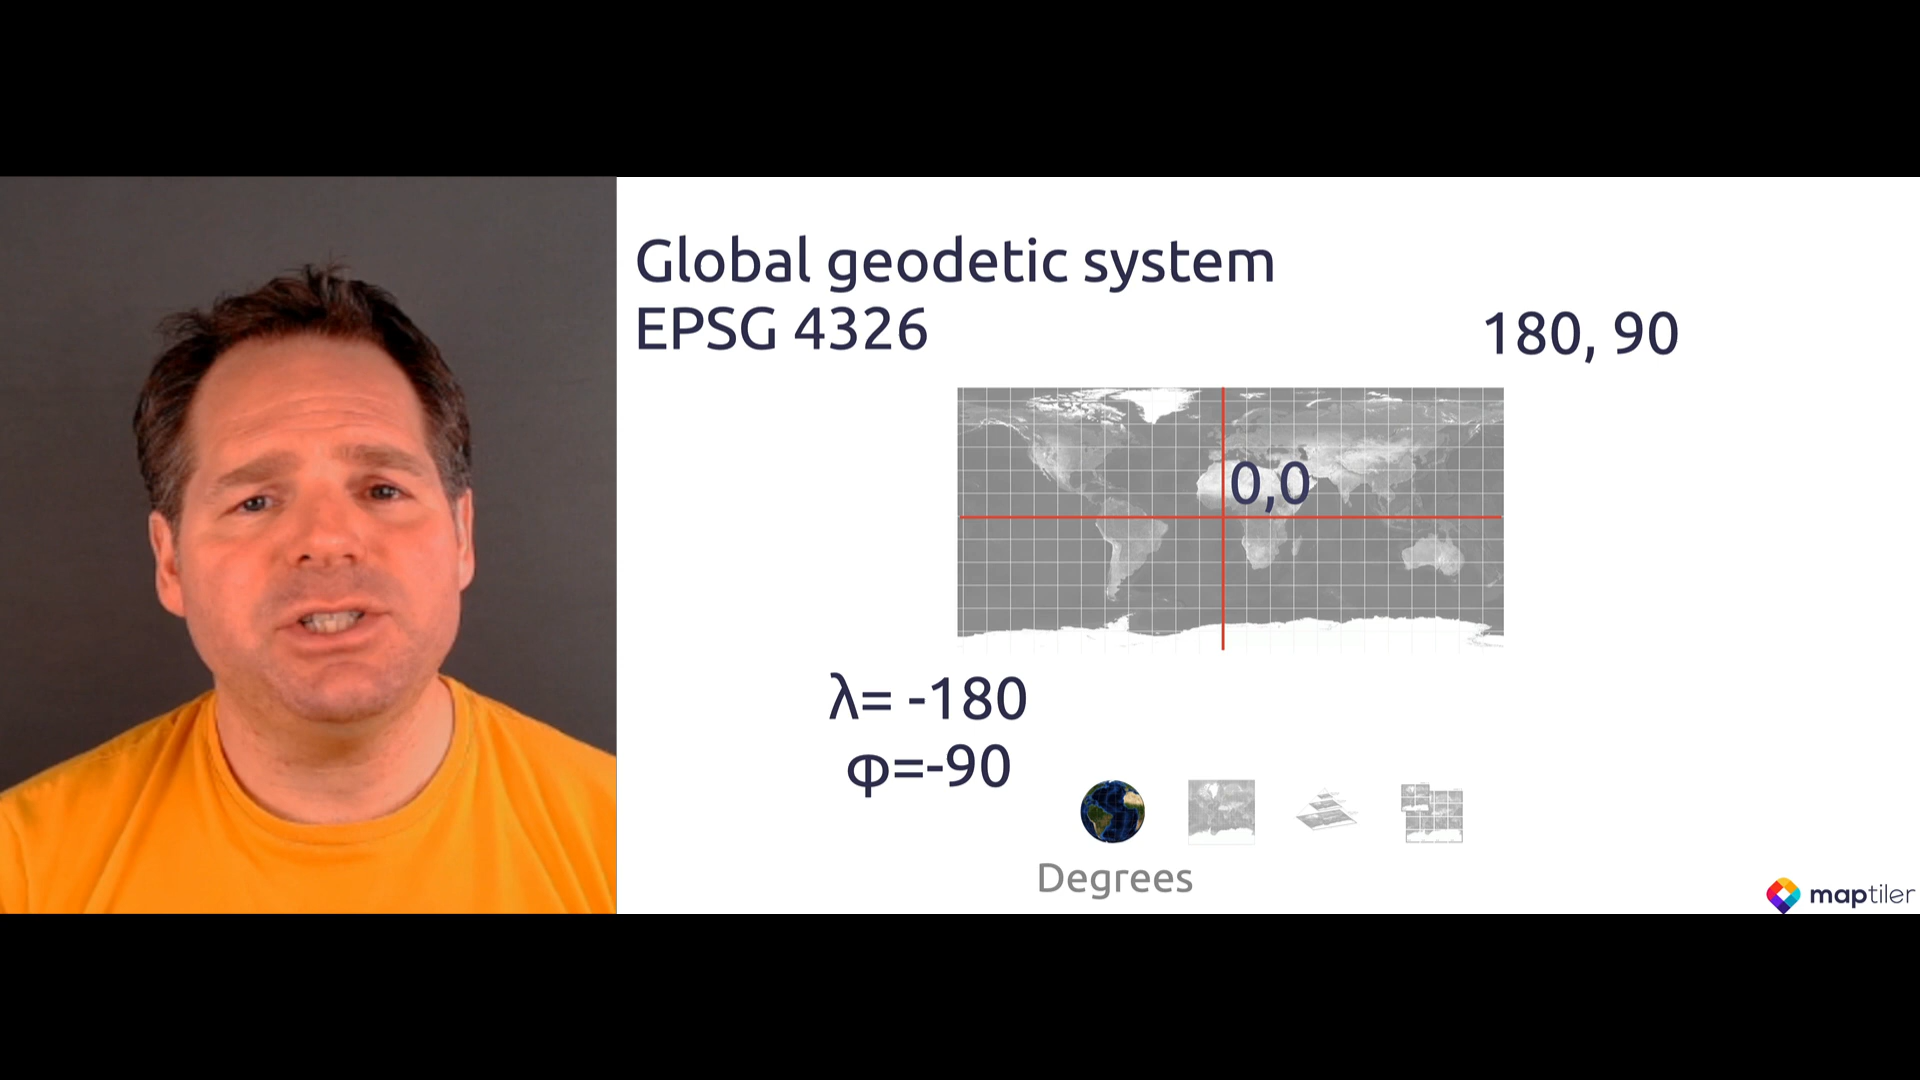 Global geodetic system
EPSG 4326
180, 90
0,0
λ= -180
φ=-90
Degrees
maptiler